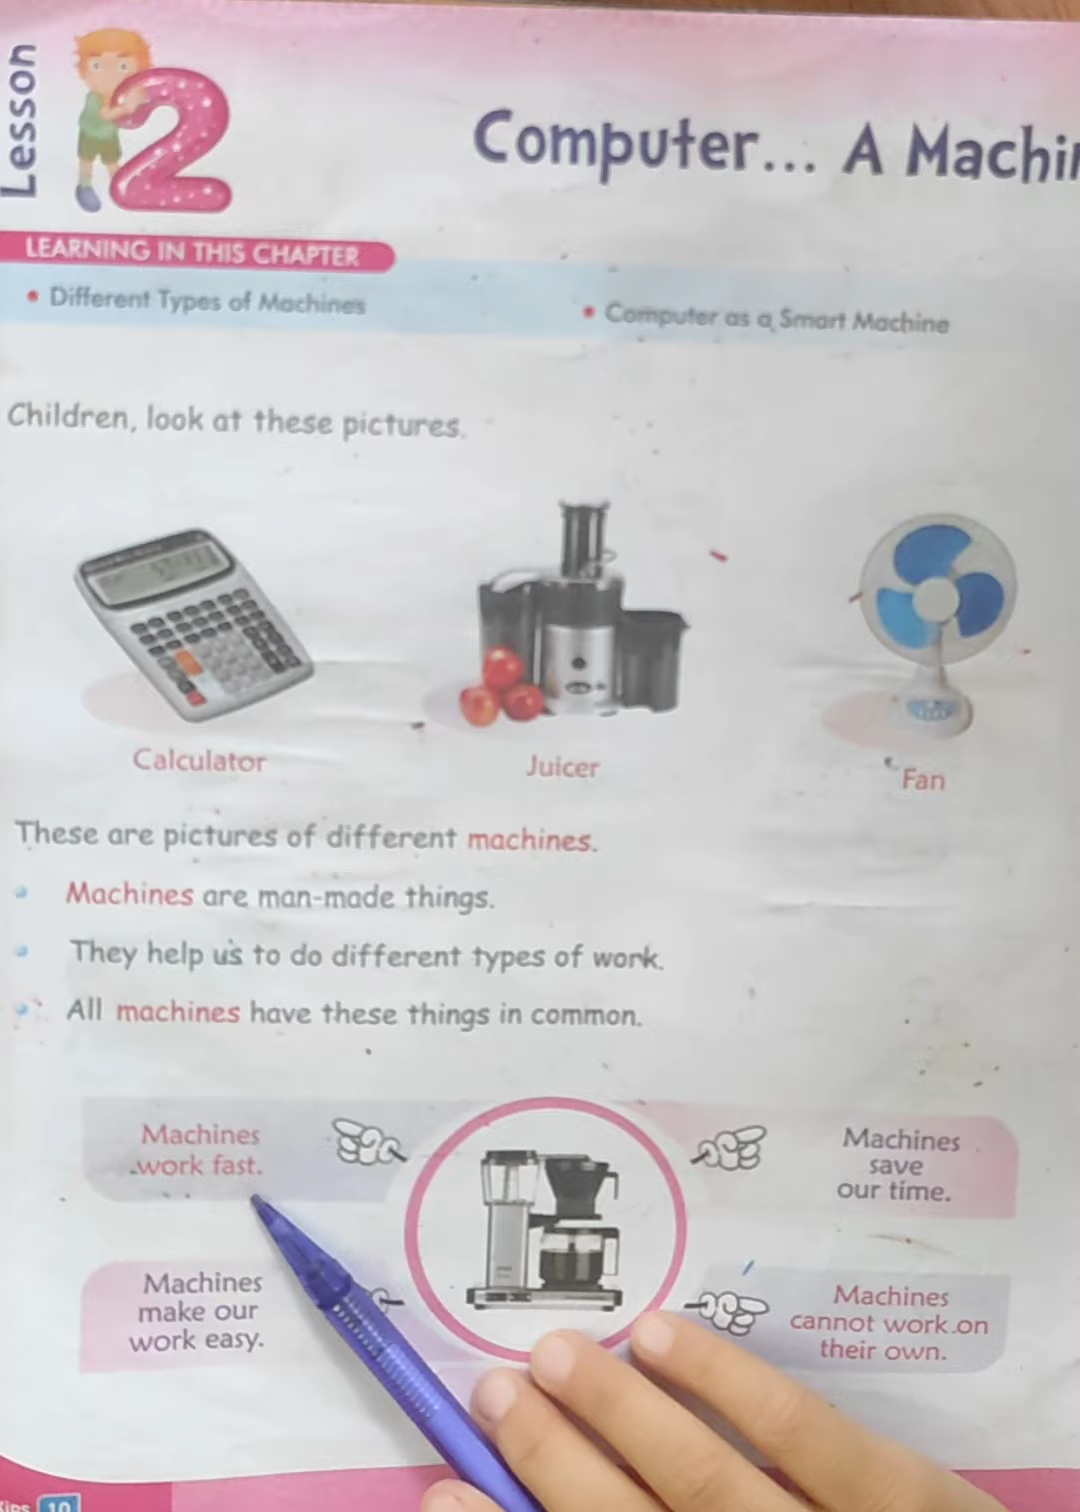 Lesson
2
Computer... A Machin
LEARNING IN THIS CHAPTER
• Different Types of Machines
• Computer as a Smart Machine
Children, look at these pictures.
Calculator
Juicer
Fan
These are pictures of different machines.
• Machines are man-made things.
• They help us to do different types of work.
• All machines have these things in common.
Machines
work fast.
Machines
save
our time.
Machines
make our
work easy.
Machines
cannot work on
their own.
10